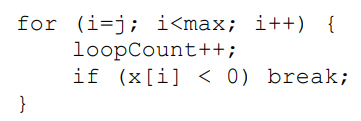 for (i=j; i<max; i++) {
    loopCount++;
    if (x[i] < 0) break;
}